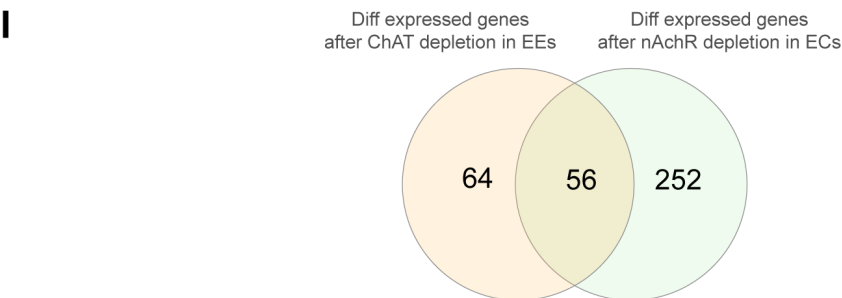 I
Diff expressed genes
after ChAT depletion in EEs
Diff expressed genes
after nAchR depletion in ECs
64
56
252